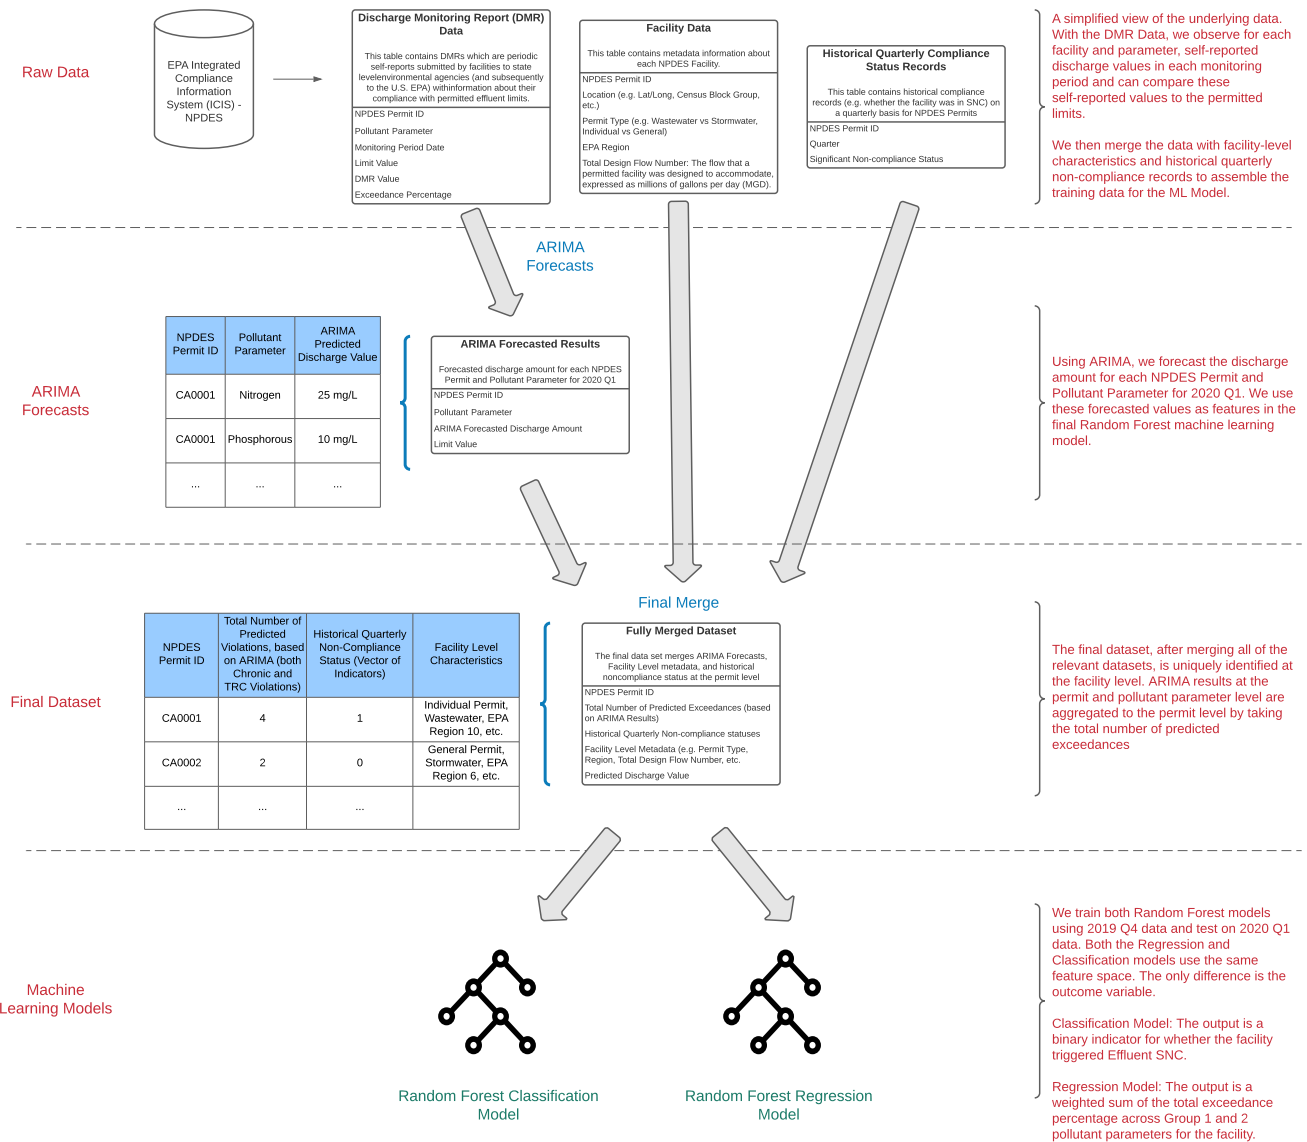 Raw Data
EPA Integrated
Compliance
Information
System (ICIS) -
NPDES
Discharge Monitoring Report (DMR)
Data
This table contains DMRs which are periodic
self-reports submitted by facilities to state
levelenvironmental agencies (and subsequently
to the U.S. EPA) withinformation about their
compliance with permitted effluent limits.
NPDES Permit ID
Pollutant Parameter
Monitoring Period Date
Limit Value
DMR Value
Exceedance Percentage
Facility Data
This table contains metadata information about
each NPDES Facility.
NPDES Permit ID
Location (e.g. Lat/Long, Census Block Group,
etc.)
Permit Type (e.g. Wastewater vs Stormwater,
Individual vs General)
EPA Region
Total Design Flow Number: The flow that a
permitted facility was designed to accommodate,
expressed as millions of gallons per day (MGD).
Historical Quarterly Compliance
Status Records
This table contains historical compliance
records (e.g. whether the facility was in SNC) on
a quarterly basis for NPDES Permits
NPDES Permit ID
Quarter
Significant Non-compliance Status
A simplified view of the underlying data.
With the DMR Data, we observe for each
facility and parameter, self-reported
discharge values in each monitoring
period and can compare these
self-reported values to the permitted
limits.
We then merge the data with facility-level
characteristics and historical quarterly
non-compliance records to assemble the
training data for the ML Model.
ARIMA
Forecasts
ARIMA
Forecasts
NPDES
Permit ID
Pollutant
Parameter
ARIMA
Predicted
Discharge Value
CA0001
Nitrogen
25 mg/L
CA0001
Phosphorous
10 mg/L
...
...
...
ARIMA Forecasted Results
Forecasted discharge amount for each NPDES
Permit and Pollutant Parameter for 2020 Q1
NPDES Permit ID
Pollutant Parameter
ARIMA Forecasted Discharge Amount
Limit Value
Using ARIMA, we forecast the discharge
amount for each NPDES Permit and
Pollutant Parameter for 2020 Q1. We use
these forecasted values as features in the
final Random Forest machine learning
model.
Final Merge
Final Dataset
NPDES
Permit ID
Total Number of
Predicted
Violations, based
on ARIMA (both
Chronic and
TRC Violations)
Historical Quarterly
Non-Compliance
Status (Vector of
Indicators)
Facility Level
Characteristics
CA0001
4
1
Individual Permit,
Wastewater, EPA
Region 10, etc.
CA0002
2
0
General Permit,
Stormwater, EPA
Region 6, etc.
...
...
...
Fully Merged Dataset
The final data set merges ARIMA Forecasts,
Facility Level metadata, and historical
noncompliance status at the permit level
NPDES Permit ID
Total Number of Predicted Exceedances (based
on ARIMA Results)
Historical Quarterly Non-compliance statuses
Facility Level Metadata (e.g. Permit Type,
Region, Total Design Flow Number, etc.
Predicted Discharge Value
The final dataset, after merging all of the
relevant datasets, is uniquely identified at
the facility level. ARIMA results at the
permit and pollutant parameter level are
aggregated to the permit level by taking
the total number of predicted
exceedances
Machine
Learning Models
Random Forest Classification
Model
Random Forest Regression
Model
We train both Random Forest models
using 2019 Q4 data and test on 2020 Q1
data. Both the Regression and
Classification models use the same
feature space. The only difference is the
outcome variable.
Classification Model: The output is a
binary indicator for whether the facility
triggered Effluent SNC.
Regression Model: The output is a
weighted sum of the total exceedance
percentage across Group 1 and 2
pollutant parameters for the facility.